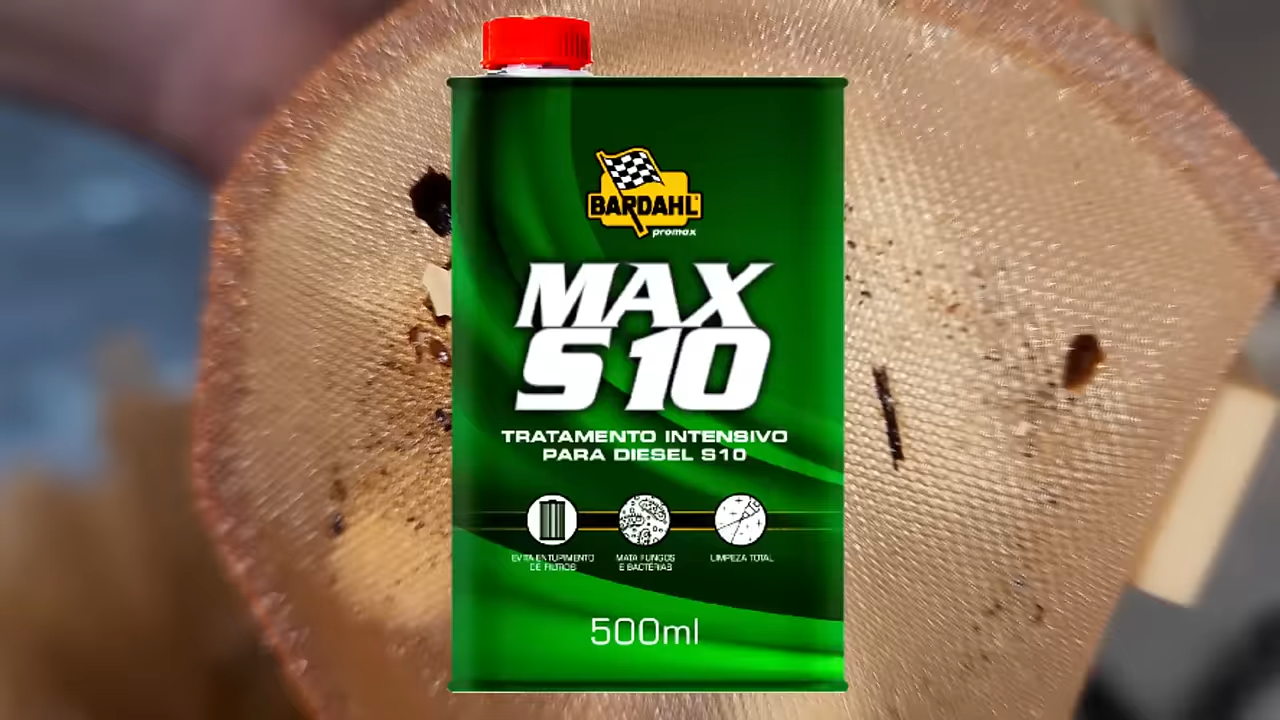 BARDAHL
promax
MAX
S10
TRATAMENTO INTENSIVO
PARA DIESEL S10
EVITA ENTUPIMENTO
DE FILTROS
MATA FUNGOS
E BACTÉRIAS
LIMPEZA TOTAL
500ml